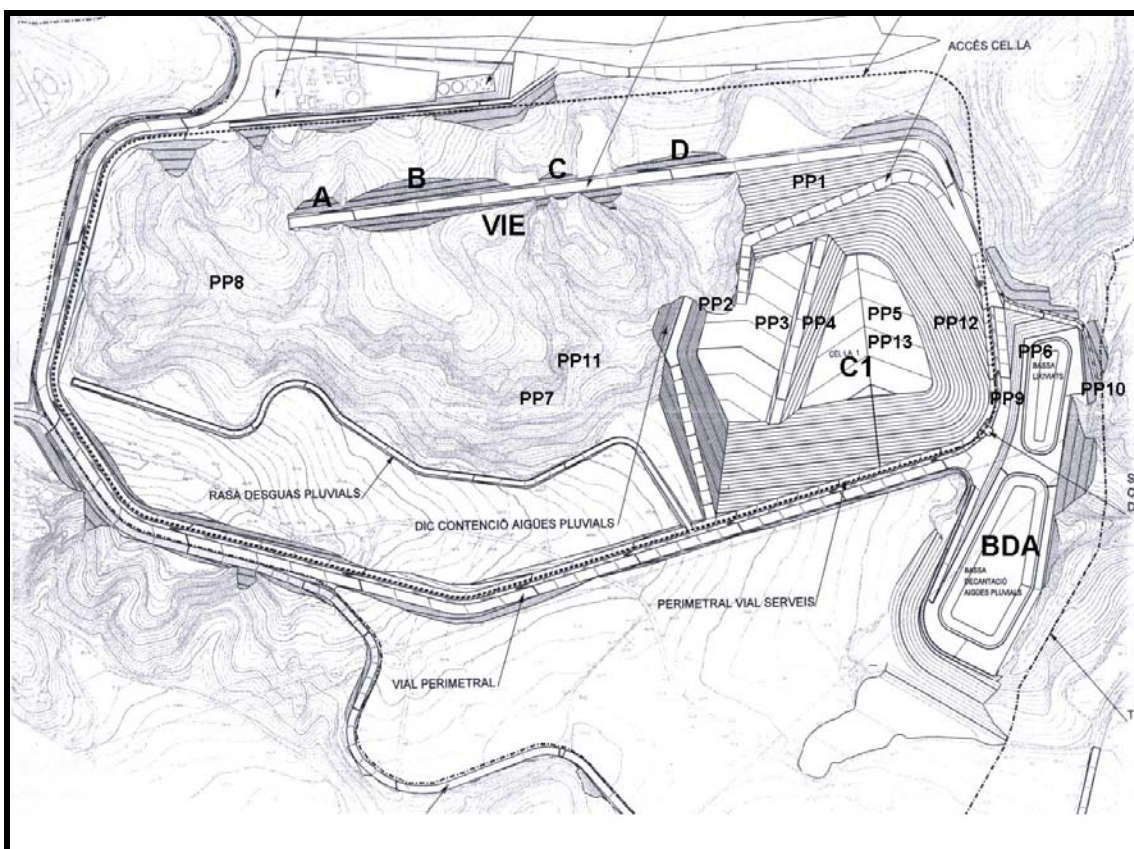 ACCÈS CEL·LA
D
C
B
A
VIE
PP1
PP8
PP2
PP3
PP4
PP5
PP12
PP13
CEL·LA 1
C1
PP6
BASSA
LIXIVIATS
PP9
PP10
PP11
PP7
RASA DESGUAS PLUVIALS
DIC CONTENCIÓ AIGÜES PLUVIALS
S
C
D
BDA
BASSA
DECANTACIÓ
AIGÜES PLUVIALS
PERIMETRAL VIAL SERVEIS
VIAL PERIMETRAL
T